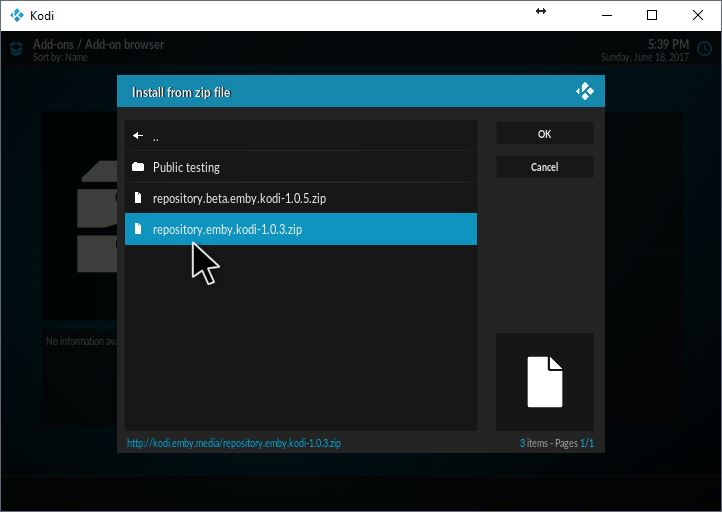 Kodi
Add-ons / Add-on browser
Sort by: Name
5:39 PM
Sunday, June 18, 2017
Install from zip file
..
Public testing
repository.beta.emby.kodi-1.0.5.zip
repository.emby.kodi-1.0.3.zip
OK
Cancel
No information ava
http://kodi.emby.media/repository.emby.kodi-1.0.3.zip
3 items - Pages 1/1